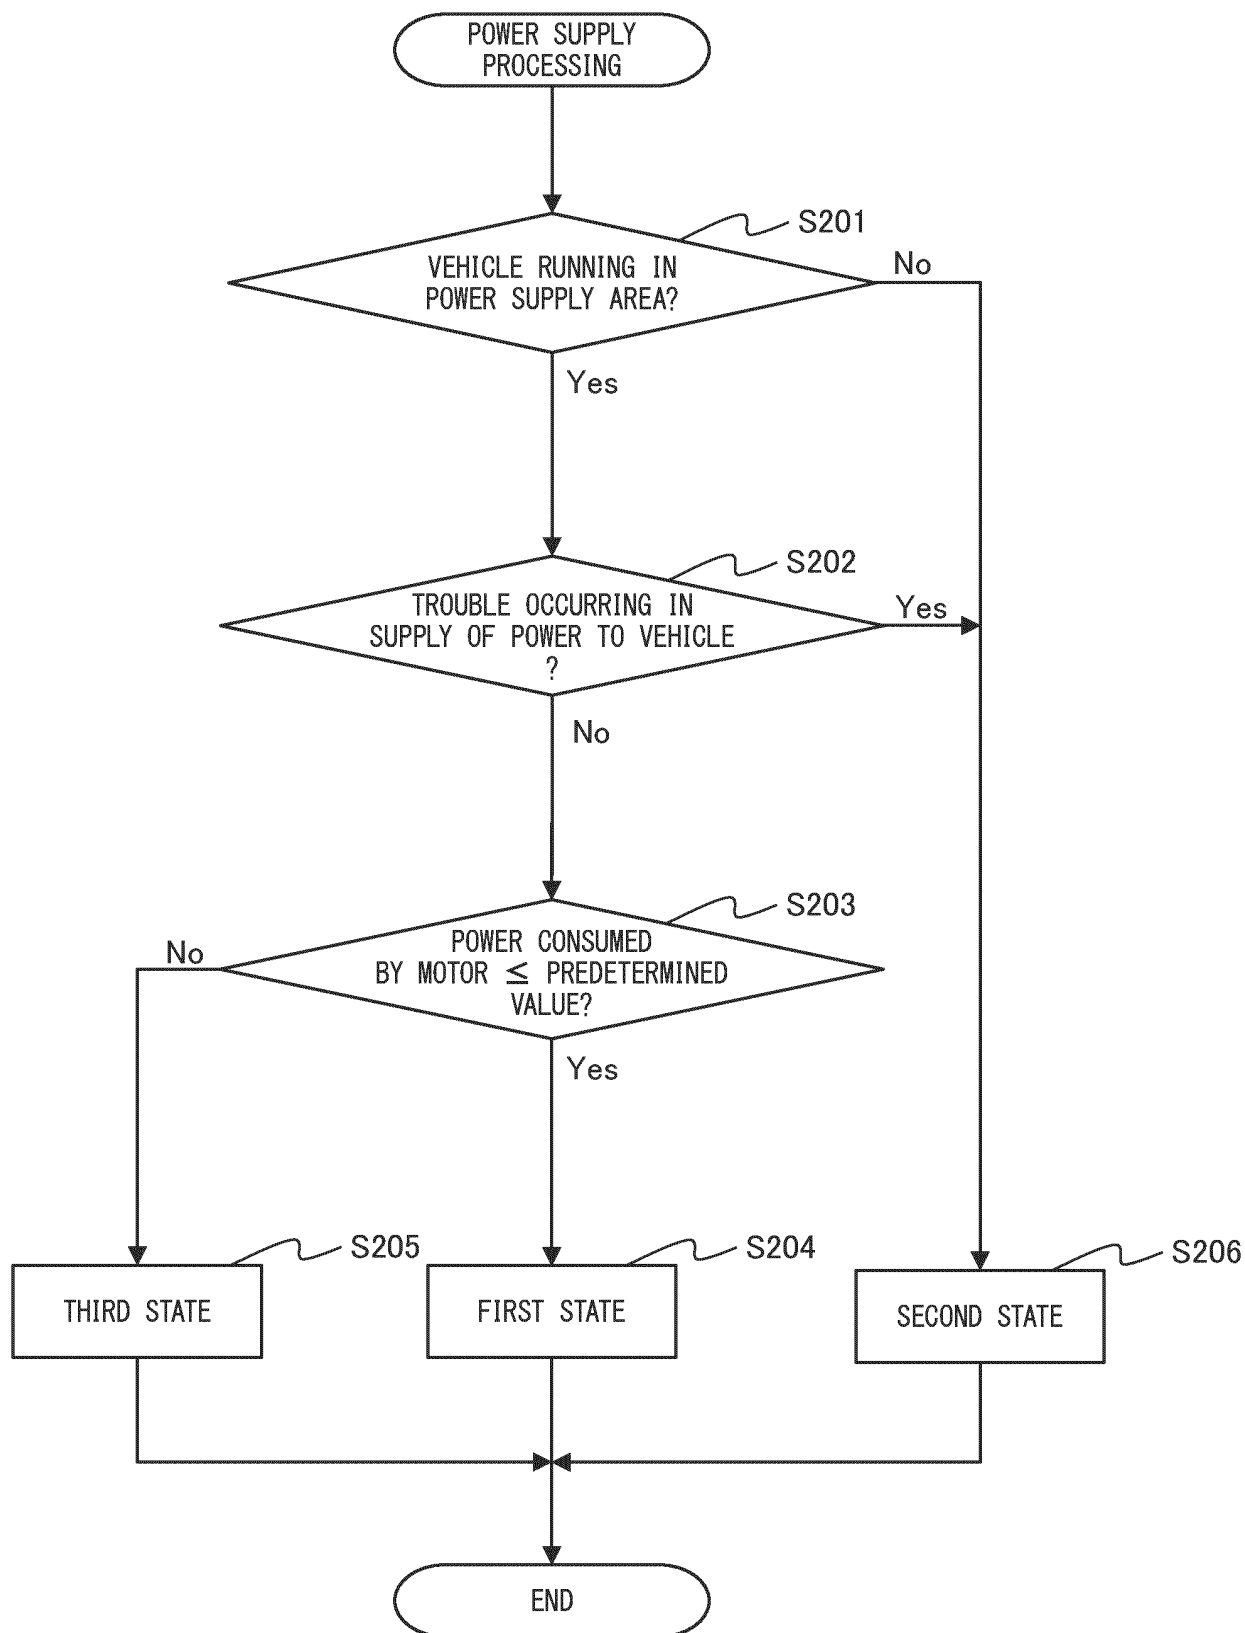 POWER SUPPLY
PROCESSING
S201
VEHICLE RUNNING IN
POWER SUPPLY AREA?
No
Yes
S202
TROUBLE OCCURRING IN
SUPPLY OF POWER TO VEHICLE
?
Yes
No
S203
POWER CONSUMED
BY MOTOR ≤ PREDETERMINED
VALUE?
No
Yes
S205
THIRD STATE
S204
FIRST STATE
S206
SECOND STATE
END